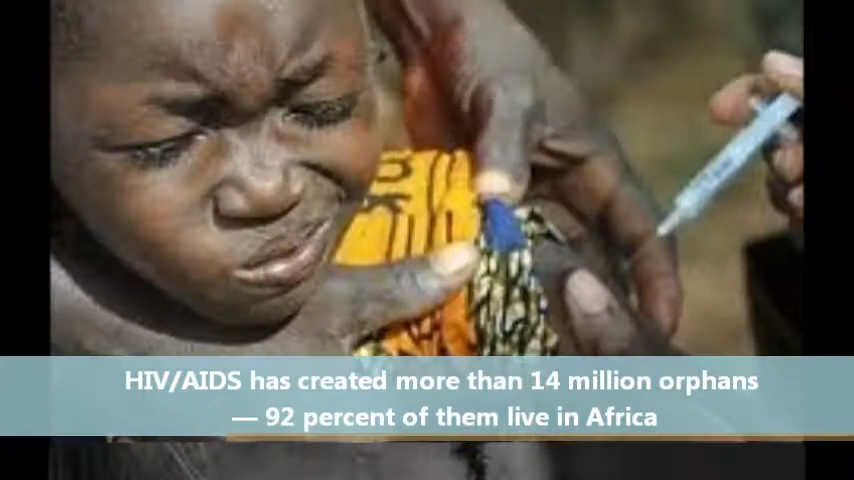 HIV/AIDS has created more than 14 million orphans
— 92 percent of them live in Africa